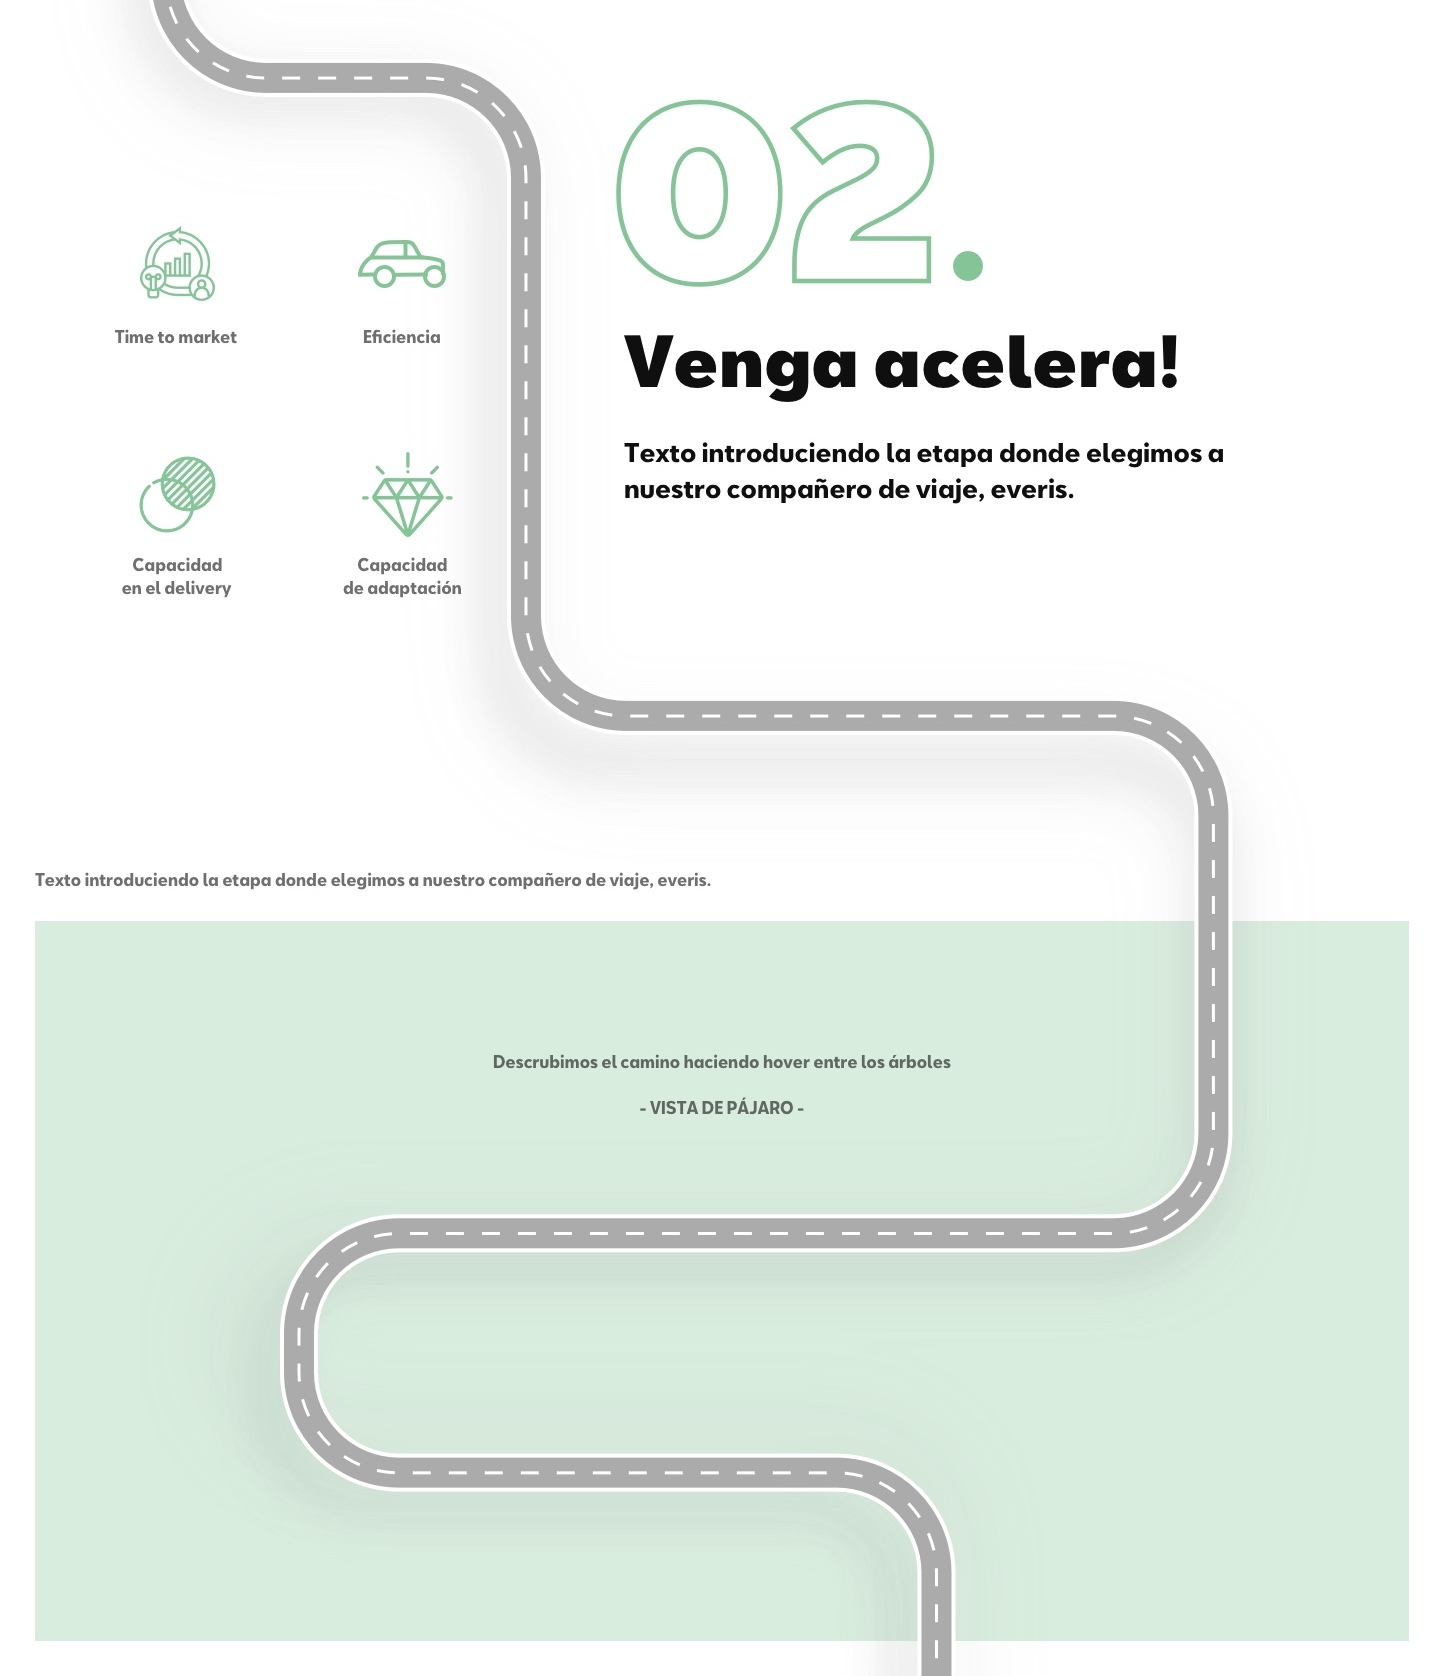 02.
Venga acelera!
Texto introduciendo la etapa donde elegimos a
nuestro compañero de viaje, everis.
Time to market
Eficiencia
Capacidad
en el delivery
Capacidad
de adaptación
Texto introduciendo la etapa donde elegimos a nuestro compañero de viaje, everis.
Descrubimos el camino haciendo hover entre los árboles
- VISTA DE PÁJARO -